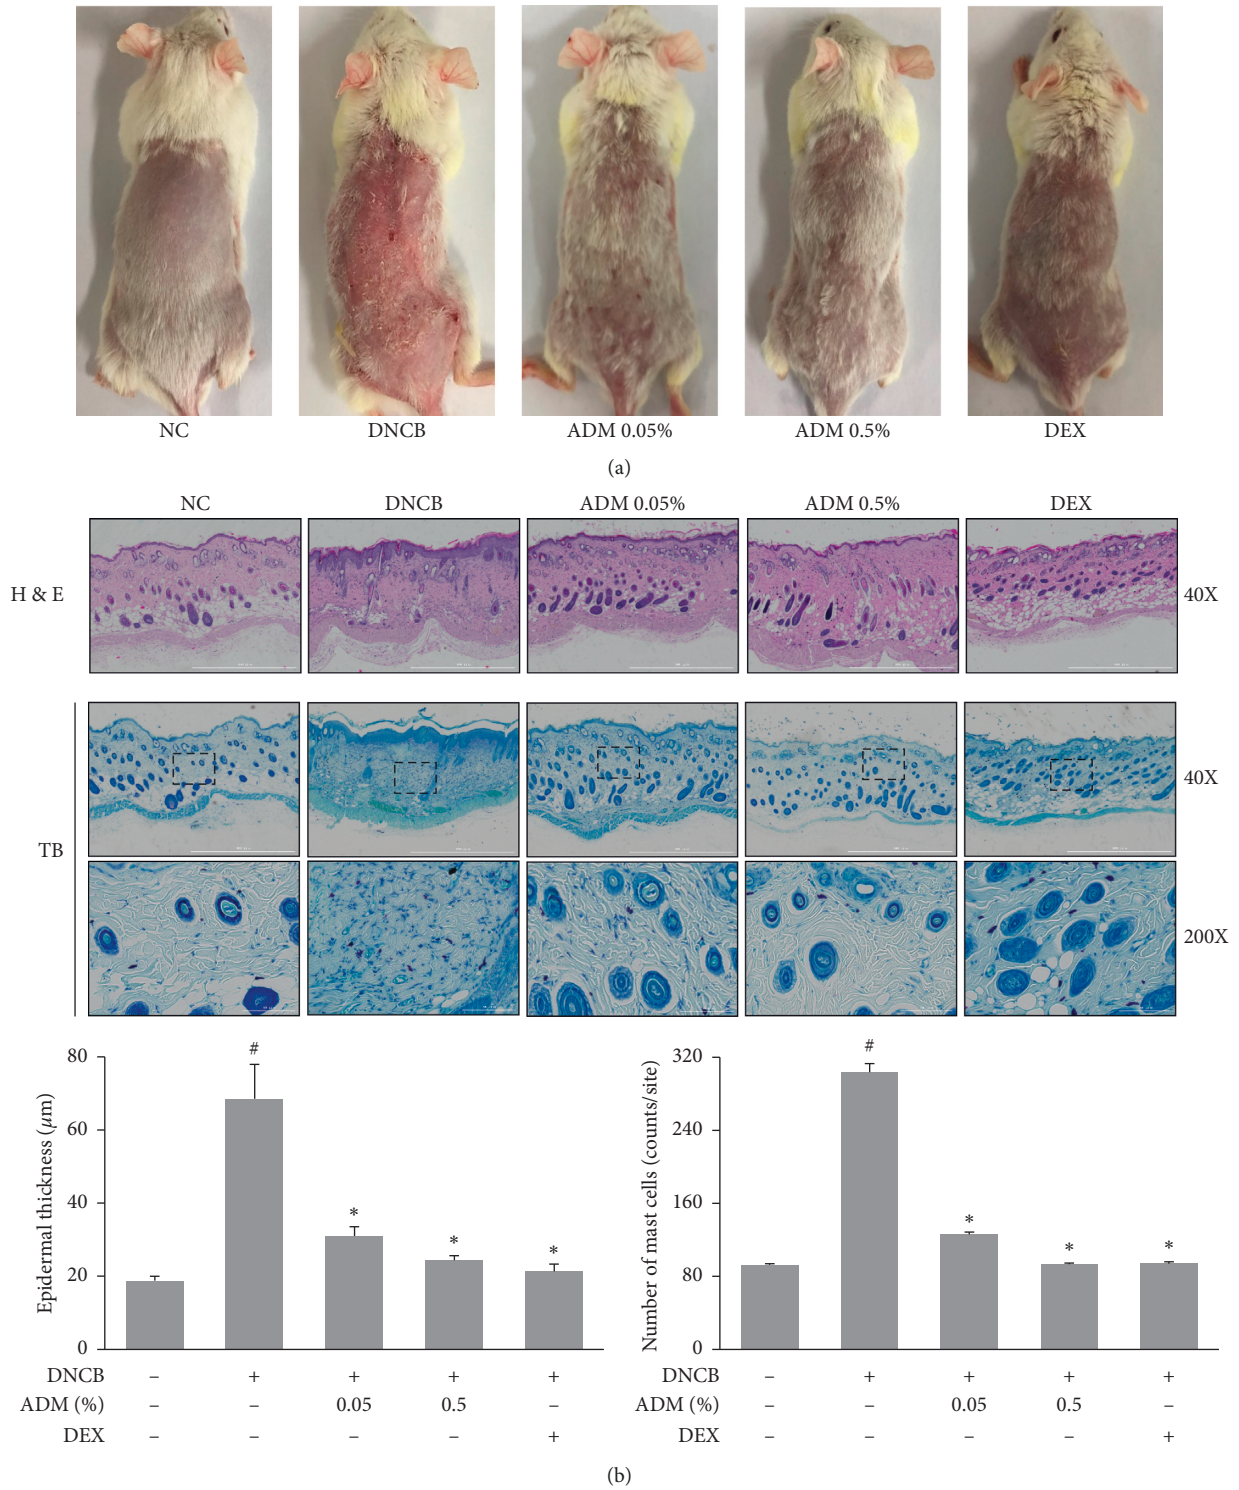 NC DNCB ADM 0.05% ADM 0.5% DEX
(a)
NC DNCB ADM 0.05% ADM 0.5% DEX
H & E 40X
TB 40X
200X
Epidermal thickness (μm)
80
60
40
20
0
# * * *
DNCB – + + + +
ADM (%) – – 0.05 0.5 –
DEX – – – – +
Number of mast cells (counts/site)
320
240
160
80
0
# * * *
DNCB – + + + +
ADM (%) – – 0.05 0.5 –
DEX – – – – +
(b)